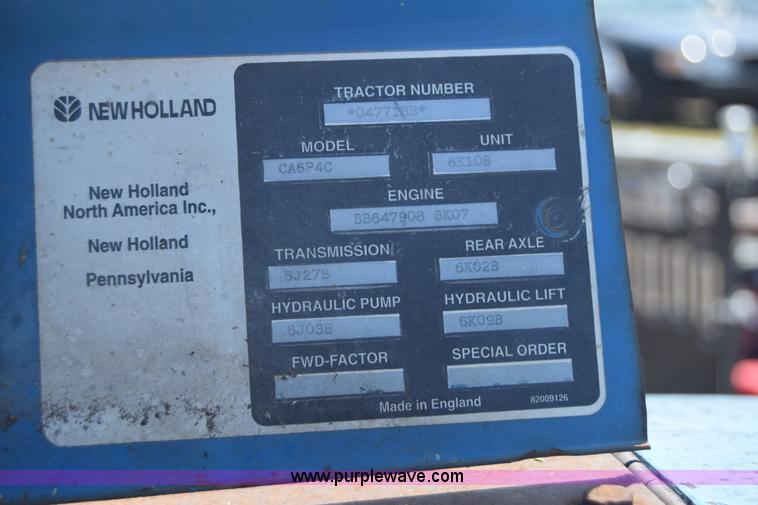 NEW HOLLAND
New Holland
North America Inc.,
New Holland
Pennsylvania
TRACTOR NUMBER
MODEL
UNIT
CA6P4C
6K10B
ENGINE
BB647908 6K07
TRANSMISSION
REAR AXLE
6K02B
HYDRAULIC PUMP
HYDRAULIC LIFT
6J03B
6K09B
FWD-FACTOR
SPECIAL ORDER
Made in England
82009126
www.purplewave.com